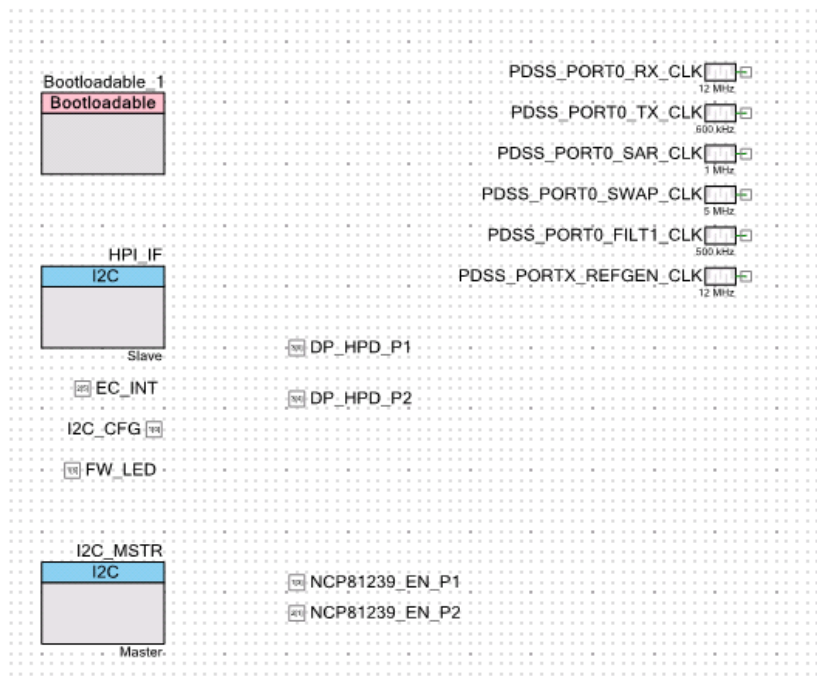 Bootloadable_1
Bootloadable
PDSS_PORT0_RX_CLK
12 MHz
PDSS_PORT0_TX_CLK
600 kHz
PDSS_PORT0_SAR_CLK
1 MHz
PDSS_PORT0_SWAP_CLK
5 MHz
PDSS_PORT0_FILT1_CLK
500 kHz
PDSS_PORTX_REFGEN_CLK
12 MHz
HPI_IF
I2C
Slave
EC_INT
I2C_CFG
FW_LED
DP_HPD_P1
DP_HPD_P2
I2C_MSTR
I2C
Master
NCP81239_EN_P1
NCP81239_EN_P2